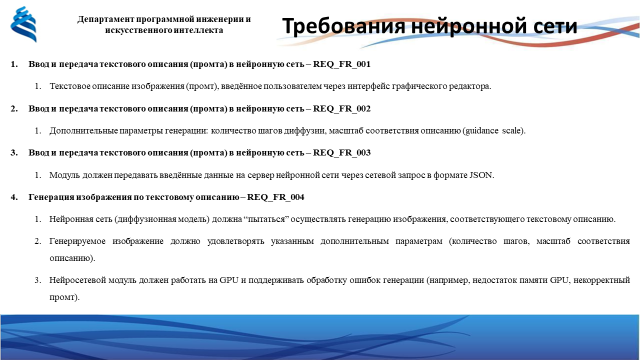 Департамент программной инженерии и
искусственного интеллекта
Требования нейронной сети
1. Ввод и передача текстового описания (промта) в нейронную сеть – REQ_FR_001
1. Текстовое описание изображения (промт), введённое пользователем через интерфейс графического редактора.
2. Ввод и передача текстового описания (промта) в нейронную сеть – REQ_FR_002
1. Дополнительные параметры генерации: количество шагов диффузии, масштаб соответствия описанию (guidance scale).
3. Ввод и передача текстового описания (промта) в нейронную сеть – REQ_FR_003
1. Модуль должен передавать введённые данные на сервер нейронной сети через сетевой запрос в формате JSON.
4. Генерация изображения по текстовому описанию – REQ_FR_004
1. Нейронная сеть (диффузионная модель) должна “пытаться” осуществлять генерацию изображения, соответствующего текстовому описанию.
2. Генерируемое изображение должно удовлетворять указанным дополнительным параметрам (количество шагов, масштаб соответствия
описанию).
3. Нейросетевой модуль должен работать на GPU и поддерживать обработку ошибок генерации (например, недостаток памяти GPU, некорректный
промт).